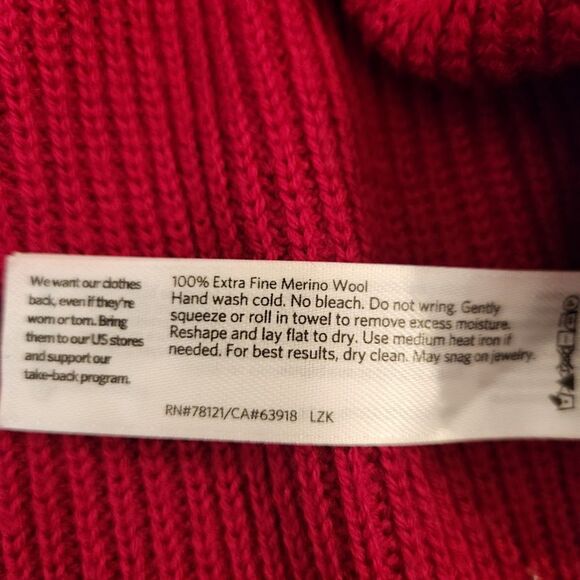 We want our clothes
back, even if they're
worn or torn. Bring
them to our US stores
and support our
take-back program.
100% Extra Fine Merino Wool
Hand wash cold. No bleach. Do not wring. Gently
squeeze or roll in towel to remove excess moisture.
Reshape and lay flat to dry. Use medium heat iron if
needed. For best results, dry clean. May snag on jewelry.
RN#78121/CA#63918 LZK